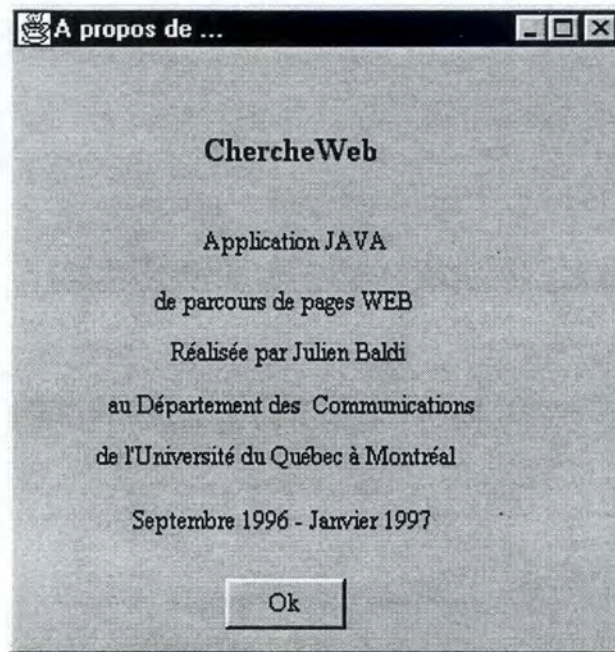 A propos de ...
ChercheWeb
Application JAVA
de parcours de pages WEB
Réalisée par Julien Baldi
au Département des Communications
de l'Université du Québec à Montréal
Septembre 1996 - Janvier 1997
Ok